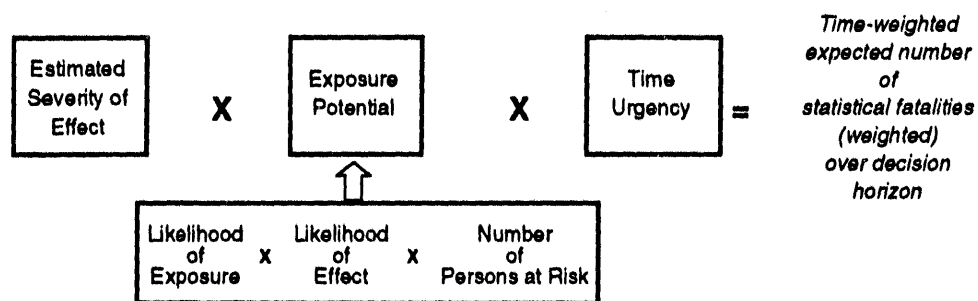 Estimated
Severity of
Effect
X
Exposure
Potential
X
Time
Urgency
=
Time-weighted
expected number
of
statistical fatalities
(weighted)
over decision
horizon
Likelihood
of
Exposure
x
Likelihood
of
Effect
x
Number
of
Persons at Risk